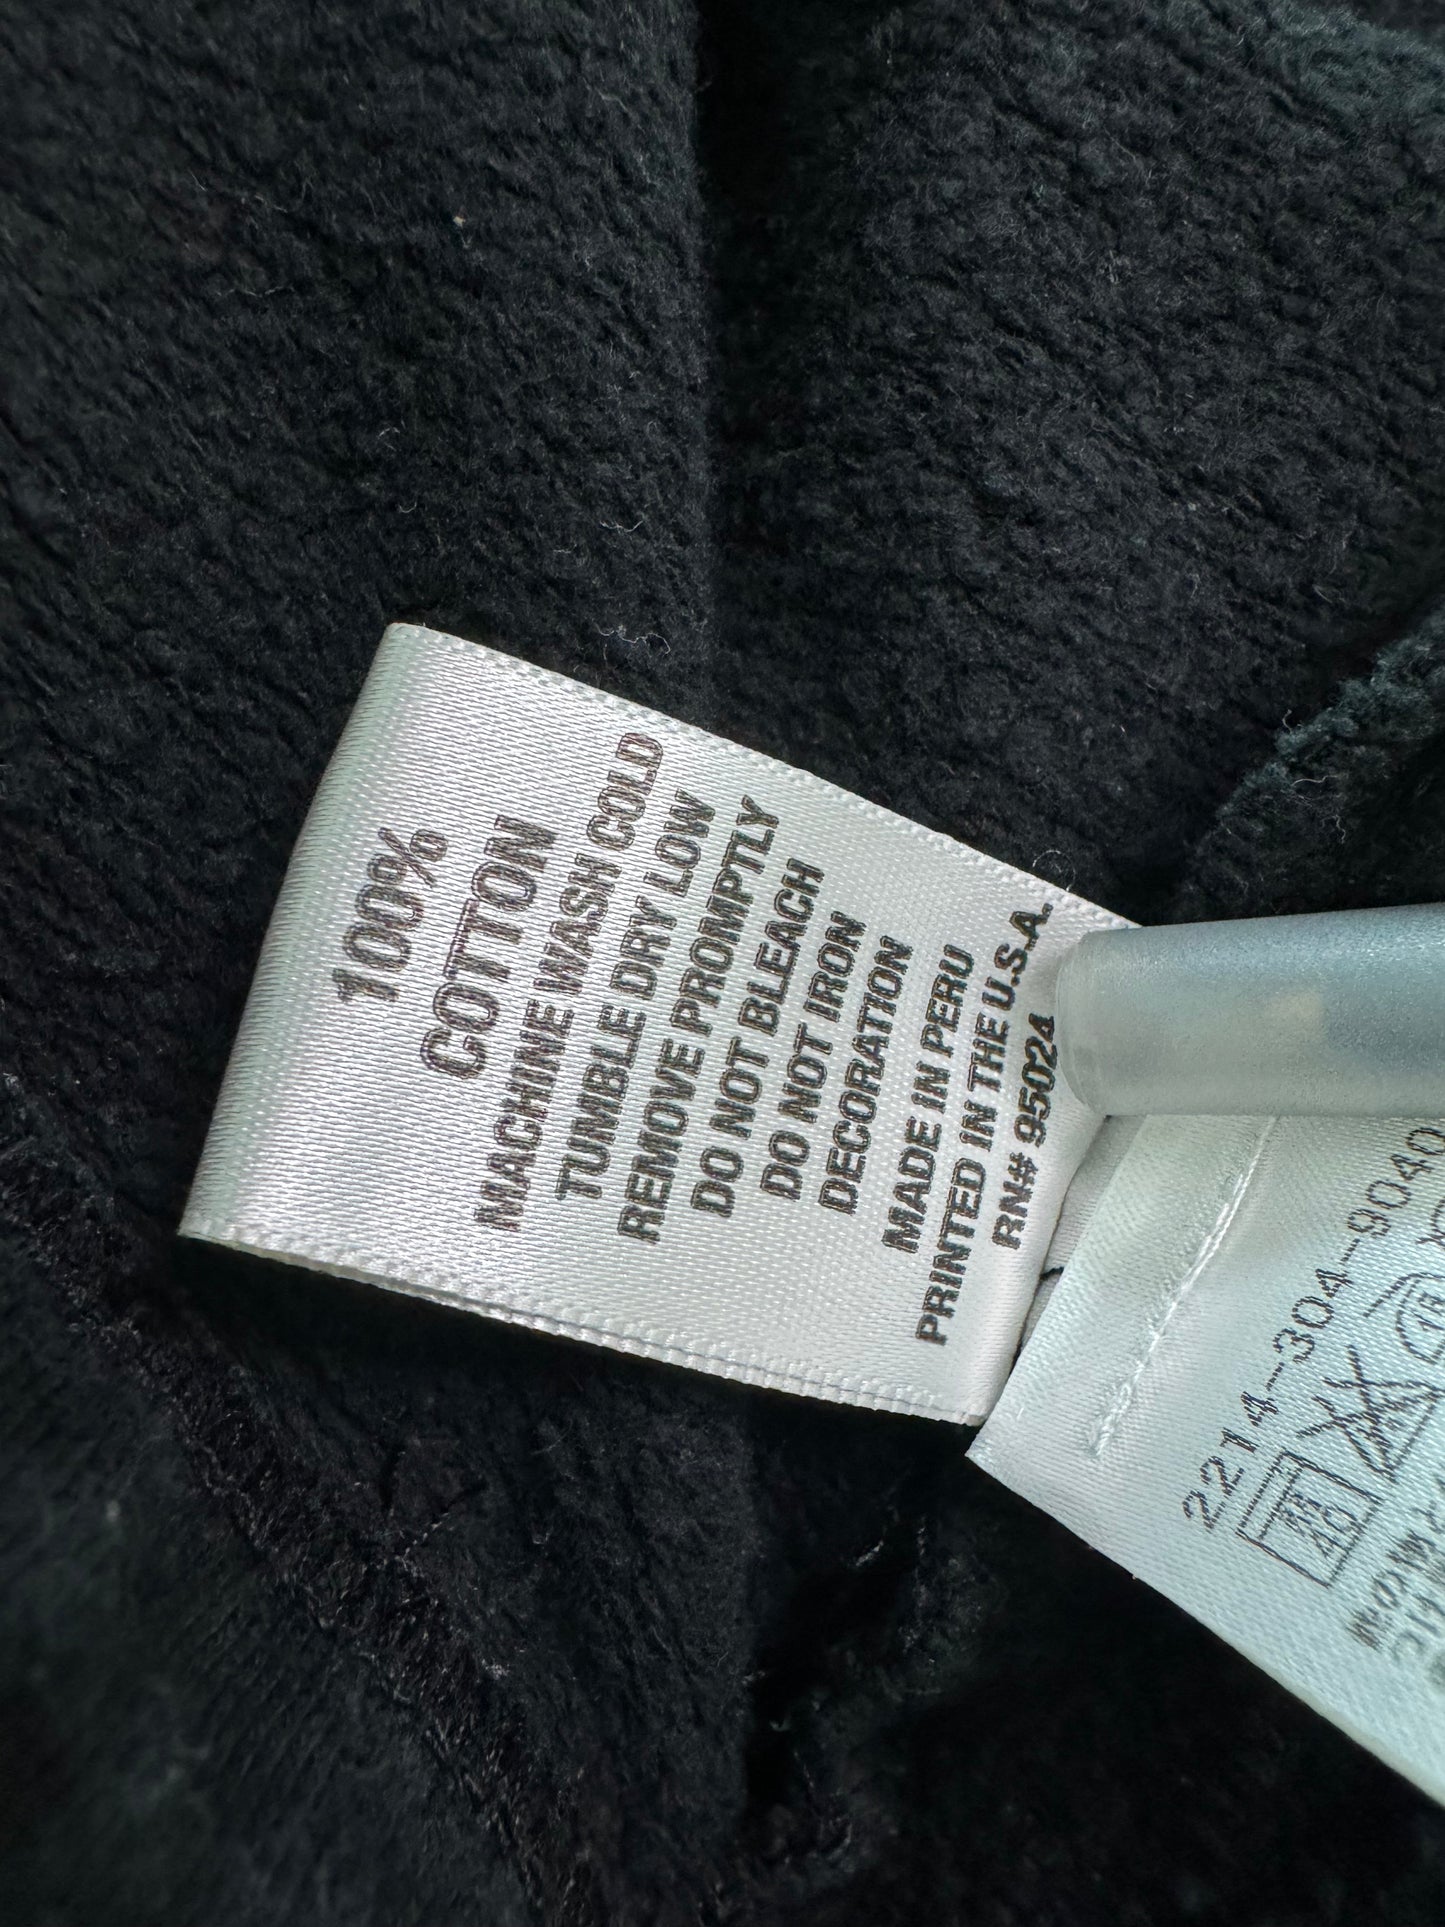 100%
COTTON
MACHINE WASH COLD
TUMBLE DRY LOW
REMOVE PROMPTLY
DO NOT BLEACH
DO NOT IRON
DECORATION
MADE IN PERU
PRINTED IN THE U.S.A.
RN# 95024
2214-304-9040
40